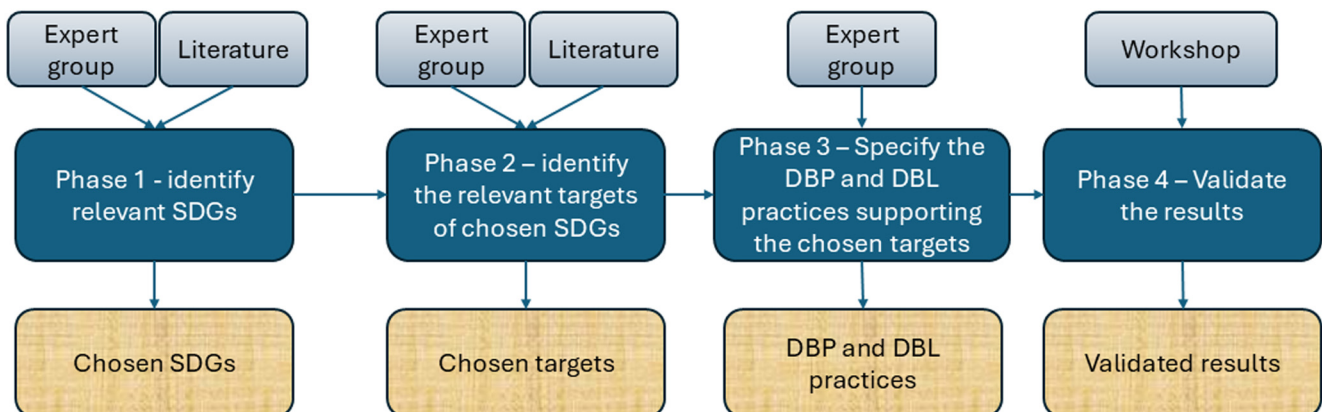 Expert
group
Literature
Expert
group
Literature
Expert
group
Workshop
Phase 1 - identify
relevant SDGs
Phase 2 – identify
the relevant targets
of chosen SDGs
Phase 3 – Specify the
DBP and DBL
practices supporting
the chosen targets
Phase 4 – Validate
the results
Chosen SDGs
Chosen targets
DBP and DBL
practices
Validated results